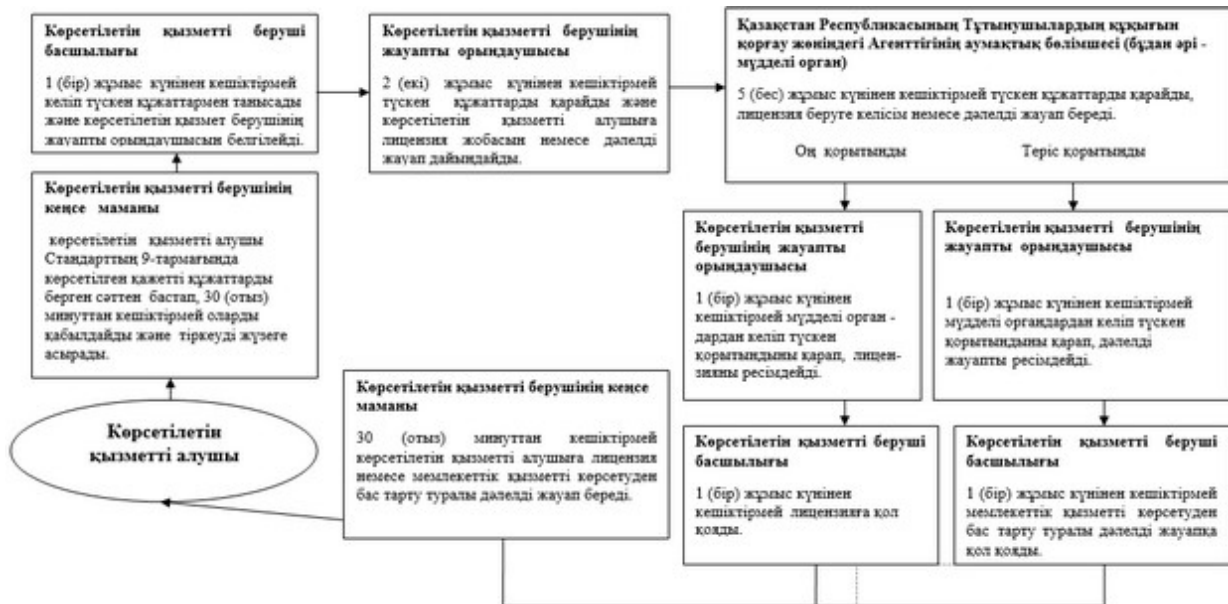 Көрсетілетін қызметті беруші
басшылығы
1 (бір) жұмыс күнінен кешіктірмей
келіп түскен құжаттармен танысады
және көрсетілетін қызмет берушінің
жауапты орындаушысын белгілейді.
Көрсетілетін қызметті берушінің
жауапты орындаушысы
2 (екі) жұмыс күнінен кешіктірмей
түскен құжаттарды қарайды және
көрсетілетін қызметті алушыға
лицензия жобасын немесе дәлелді
жауап дайындайды.
Қазақстан Республикасының Тұтынушылардың құқығын
қорғау жөніндегі Агенттігінің аумақтық бөлімшесі (бұдан әрі -
мүдделі орган)
5 (бес) жұмыс күнінен кешіктірмей түскен құжаттарды қарайды,
лицензия беруге келісім немесе дәлелді жауап береді.
Оң қорытынды Теріс қорытынды
Көрсетілетін қызметті берушінің
кеңсе маманы
көрсетілетін қызметті алушы
Стандарттың 9-тармағында
көрсетілген қажетті құжаттарды
берген сәттен бастап, 30 (отыз)
минуттан кешіктірмей оларды
қабылдайды және тіркеуді жүзеге
асырады.
Көрсетілетін қызметті
берушінің жауапты
орындаушысы
1 (бір) жұмыс күнінен
кешіктірмей мүдделі орган -
дардан келіп түскен
қорытындыны қарап, лицен-
зияны ресімдейді.
Көрсетілетін қызметті берушінің
жауапты орындаушысы
1 (бір) жұмыс күнінен кешіктірмей
мүдделі органдардан келіп түскен
қорытындыны қарап, дәлелді
жауапты ресімдейді.
Көрсетілетін
қызметті алушы
Көрсетілетін қызметті берушінің кеңсе
маманы
30 (отыз) минуттан кешіктірмей
көрсетілетін қызметті алушыға лицензия
немесе мемлекеттік қызметті көрсетуден
бас тарту туралы дәлелді жауап береді.
Көрсетілетін қызметті беруші
басшылығы
1 (бір) жұмыс күнінен
кешіктірмей лицензияға қол
қояды.
Көрсетілетін қызметті беруші
басшылығы
1 (бір) жұмыс күнінен кешіктірмей
мемлекеттік қызметті көрсетуден
бас тарту туралы дәлелді жауапқа
қол қояды.